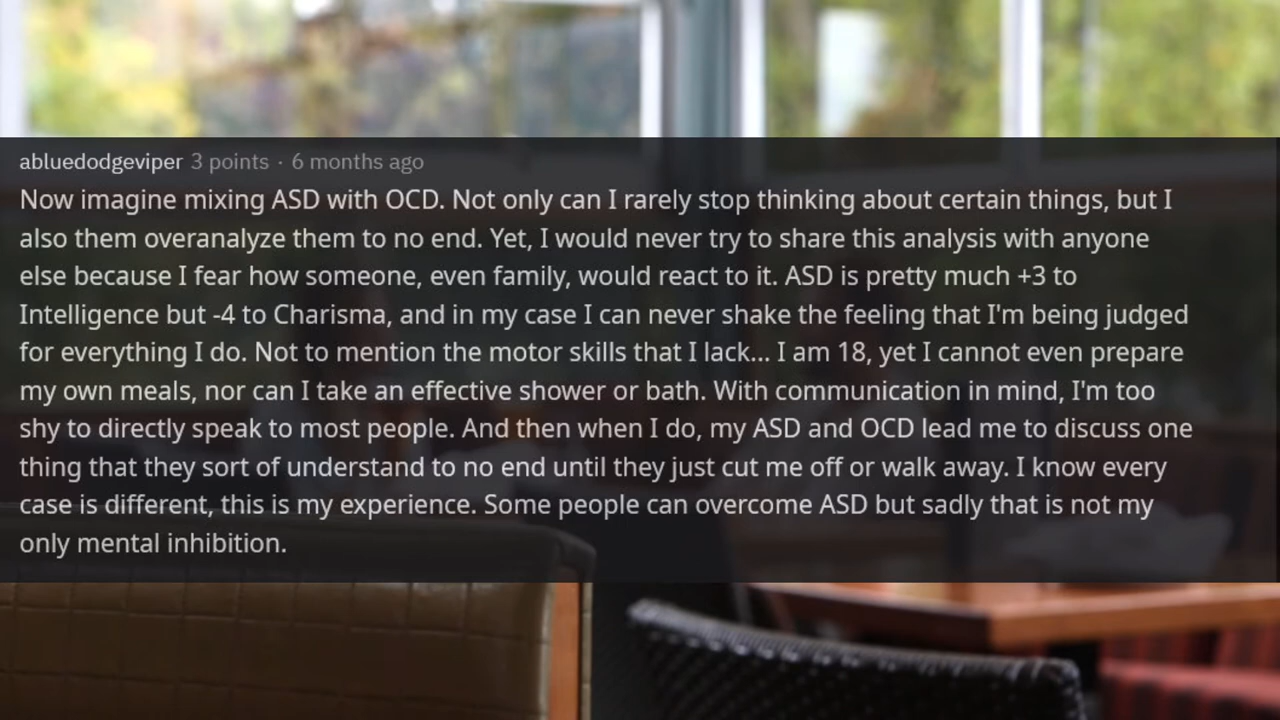 abluedodgeviper 3 points · 6 months ago
Now imagine mixing ASD with OCD. Not only can I rarely stop thinking about certain things, but I
also them overanalyze them to no end. Yet, I would never try to share this analysis with anyone
else because I fear how someone, even family, would react to it. ASD is pretty much +3 to
Intelligence but -4 to Charisma, and in my case I can never shake the feeling that I'm being judged
for everything I do. Not to mention the motor skills that I lack... I am 18, yet I cannot even prepare
my own meals, nor can I take an effective shower or bath. With communication in mind, I'm too
shy to directly speak to most people. And then when I do, my ASD and OCD lead me to discuss one
thing that they sort of understand to no end until they just cut me off or walk away. I know every
case is different, this is my experience. Some people can overcome ASD but sadly that is not my
only mental inhibition.